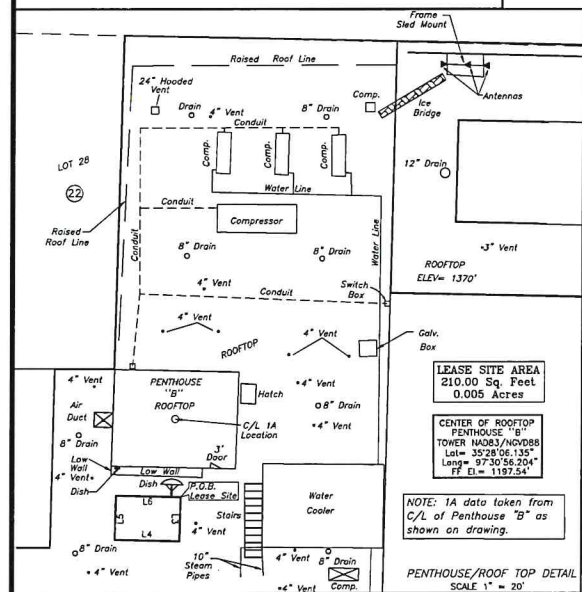 Frame
Sled Mount
Raised Roof Line
24" Hooded
Vent
Drain
4" Vent
8" Drain
Comp.
Ice
Bridge
Antennas
Conduit
Comp.
Comp.
Comp.
12" Drain
LOT 28
22
Water Line
Conduit
Compressor
Raised
Roof Line
Conduit
Water Line
3" Vent
8" Drain
8" Drain
ROOFTOP
ELEV= 1370'
4" Vent
Conduit
Switch
Box
4" Vent
4" Vent
ROOFTOP
Galv.
Box
4" Vent
PENTHOUSE
"B"
ROOFTOP
Hatch
4" Vent
LEASE SITE AREA
210.00 Sq. Feet
0.005 Acres
Air
Duct
C/L 1A
Location
8" Drain
4" Vent
8" Drain
CENTER OF ROOFTOP
PENTHOUSE "B"
TOWER NAD83/NGVD88
Lat= 35°28'06.135"
Long= 97°30'56.204"
FF El.= 1197.54'
Low
Wall
3'
Door
4" Vent
Low Wall
Dish
Dish
P.O.B.
Lease Site
L6
L5
L4
Stairs
4" Vent
Water
Cooler
NOTE: 1A data taken from
C/L of Penthouse "B" as
shown on drawing.
8" Drain
4" Vent
10"
Steam
Pipes
4" Vent
8" Drain
4" Vent
Comp.
PENTHOUSE/ROOF TOP DETAIL
SCALE 1" = 20'